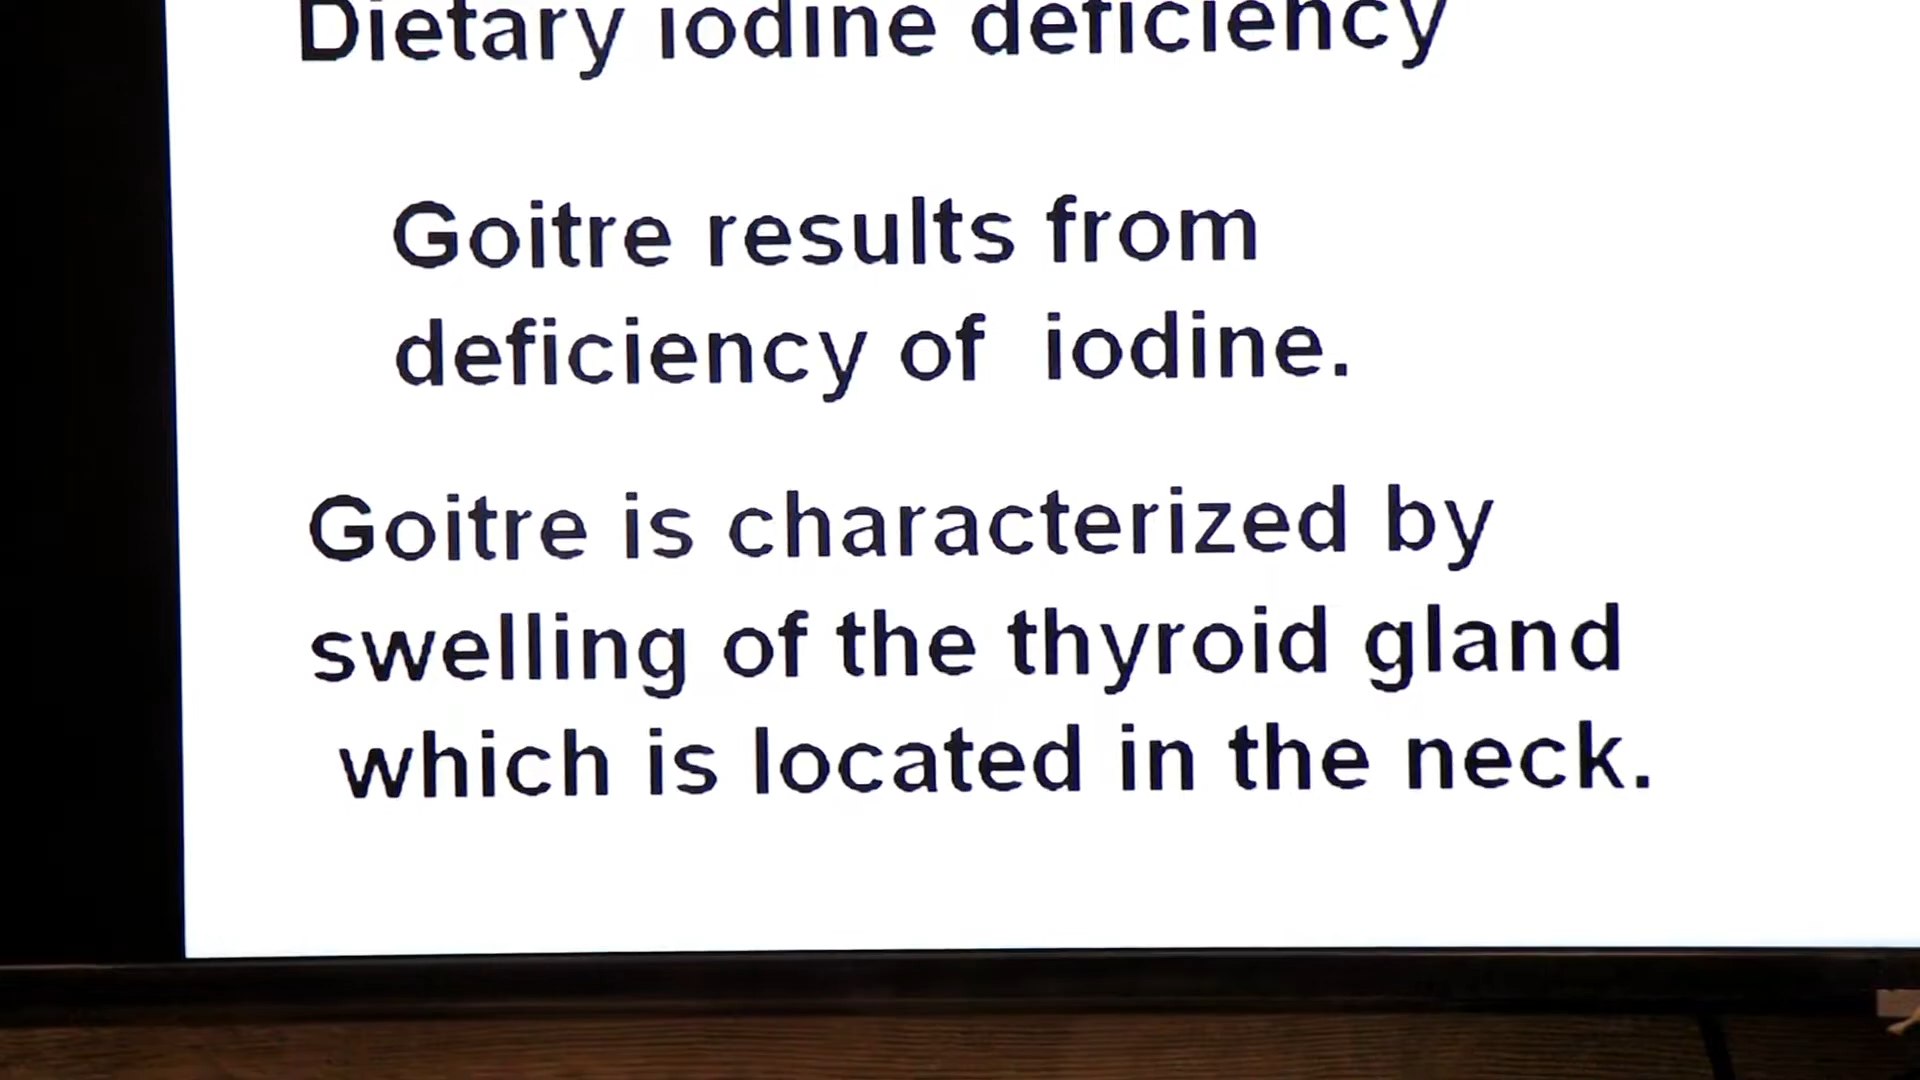 Dietary iodine deficiency
Goitre results from
deficiency of iodine.
Goitre is characterized by
swelling of the thyroid gland
which is located in the neck.